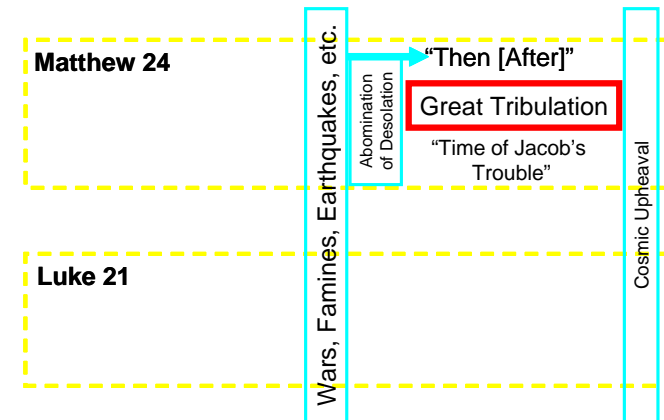 Matthew 24
Wars, Famines, Earthquakes, etc.
Abomination
of Desolation
“Then [After]”
Great Tribulation
“Time of Jacob’s
Trouble”
Cosmic Upheaval
Luke 21